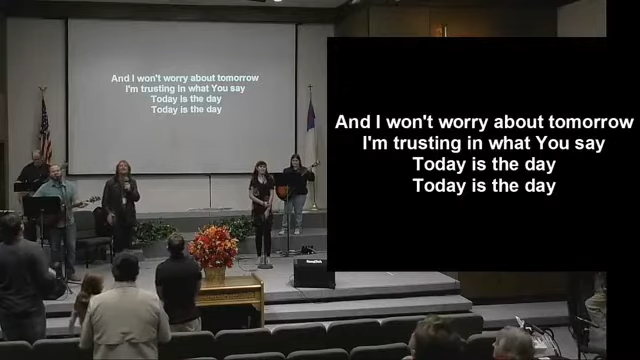 And I won't worry about tomorrow
I'm trusting in what You say
Today is the day
Today is the day
And I won't worry about tomorrow
I'm trusting in what You say
Today is the day
Today is the day